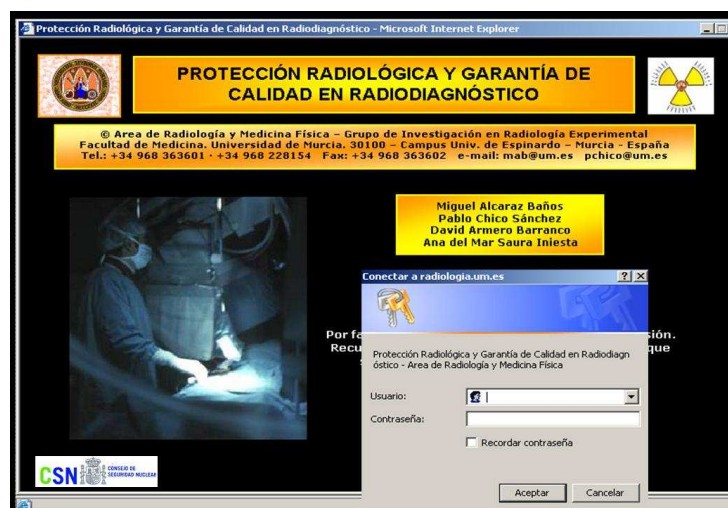 Protección Radiológica y Garantía de Calidad en Radiodiagnóstico - Microsoft Internet Explorer
PROTECCIÓN RADIOLÓGICA Y GARANTÍA DE
CALIDAD EN RADIODIAGNÓSTICO
© Area de Radiología y Medicina Física – Grupo de Investigación en Radiología Experimental
Facultad de Medicina. Universidad de Murcia. 30100 – Campus Univ. de Espinardo – Murcia - España
Tel.: +34 968 363601 · +34 968 228154 Fax: +34 968 363602 e-mail: mab@um.es pchico@um.es
Miguel Alcaraz Baños
Pablo Chico Sánchez
David Armero Barranco
Ana del Mar Saura Iniesta
Conectar a radiologia.um.es
Por
que
Protección Radiológica y Garantía de Calidad en Radiodiagn
óstico - Area de Radiología y Medicina Física
Usuario:
Contraseña:
Recordar contraseña
Aceptar Cancelar
CSN CONSEJO DE
SEGURIDAD NUCLEAR